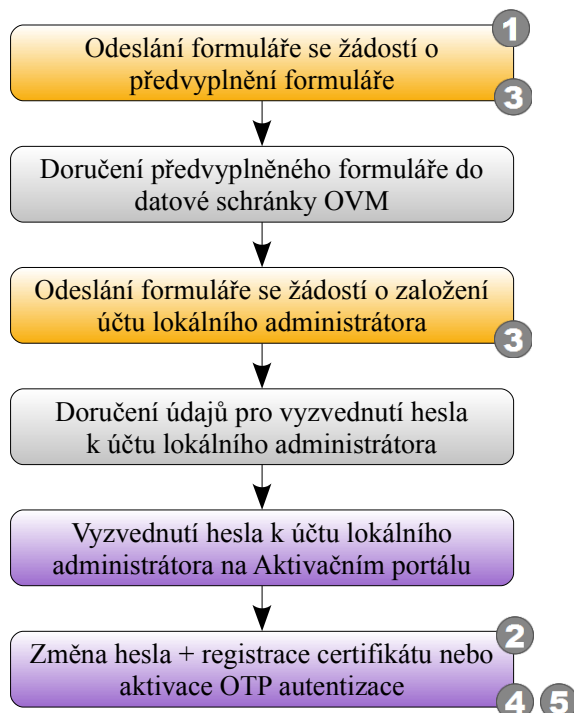 1
Odeslání formuláře se žádostí o
předvyplnění formuláře
3
Doručení předvyplněného formuláře do
datové schránky OVM
Odeslání formuláře se žádostí o založení
účtu lokálního administrátora
3
Doručení údajů pro vyzvednutí hesla
k účtu lokálního administrátora
Vyzvednutí hesla k účtu lokálního
administrátora na Aktivačním portálu
2
Změna hesla + registrace certifikátu nebo
aktivace OTP autentizace
4 5